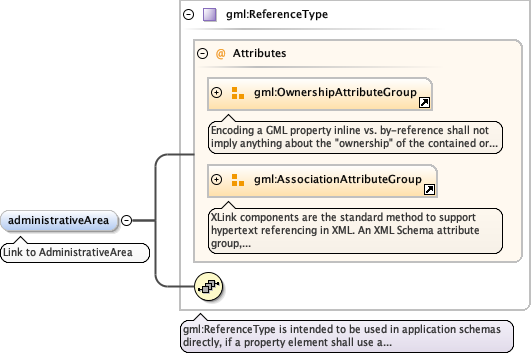 gml:ReferenceType
@ Attributes
gml:OwnershipAttributeGroup
Encoding a GML property inline vs. by-reference shall not
imply anything about the "ownership" of the contained or...
gml:AssociationAttributeGroup
XLink components are the standard method to support
hypertext referencing in XML. An XML Schema attribute
group,...
administrativeArea
Link to AdministrativeArea
gml:ReferenceType is intended to be used in application schemas
directly, if a property element shall use a...